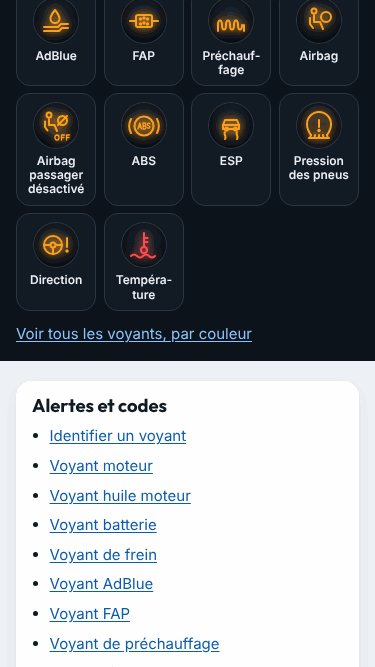 AdBlue
FAP
Préchauf-
fage
Airbag
OFF
Airbag
passager
désactivé
ABS
ABS
ESP
Pression
des pneus
Direction
Tempéra-
ture
Voir tous les voyants, par couleur
Alertes et codes
Identifier un voyant
Voyant moteur
Voyant huile moteur
Voyant batterie
Voyant de frein
Voyant AdBlue
Voyant FAP
Voyant de préchauffage